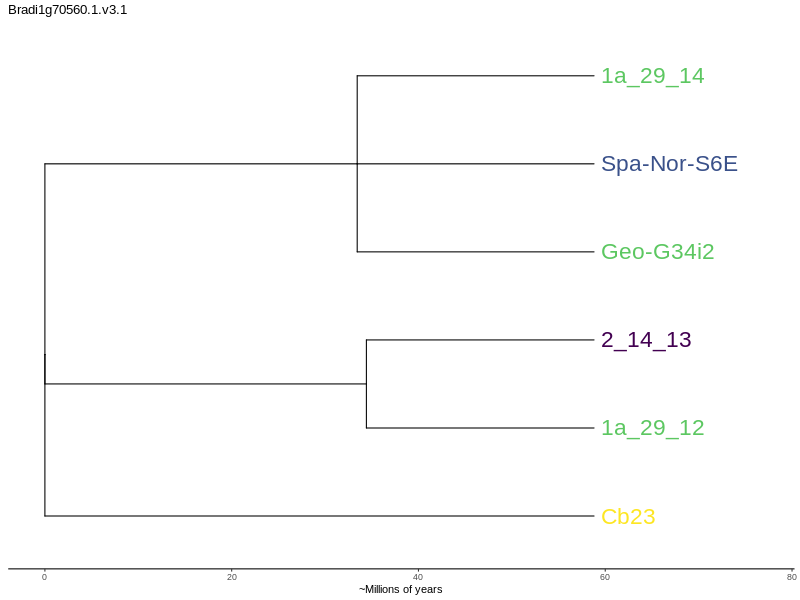 Bradi1g70560.1.v3.1
1a_29_14
Spa-Nor-S6E
Geo-G34i2
2_14_13
1a_29_12
Cb23
0 20 40 60 80
~Millions of years